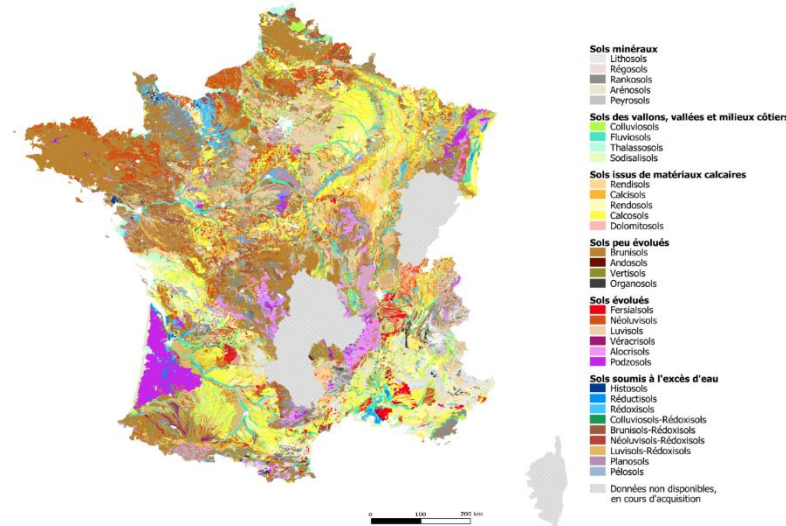 Sols minéraux
Lithosols
Régosols
Rankosols
Arénosols
Peyrosols
Sols des vallons, vallées et milieux côtiers
Colluviosols
Fluviosols
Thalassosols
Sodisalisols
Sols issus de matériaux calcaires
Rendisols
Calcisols
Rendosols
Calcosols
Dolomitosols
Sols peu évolués
Brunisols
Andosols
Vertisols
Organosols
Sols évolués
Fersialsols
Néoluvisols
Luvisols
Véracrisols
Alocrisols
Podzosols
Sols soumis à l'excès d'eau
Histosols
Réductisols
Rédoxisols
Colluviosols-Rédoxisols
Brunisols-Rédoxisols
Néoluvisols-Rédoxisols
Luvisols-Rédoxisols
Planosols
Pélosols
Données non disponibles,
en cours d'acquisition
0 100 200 km